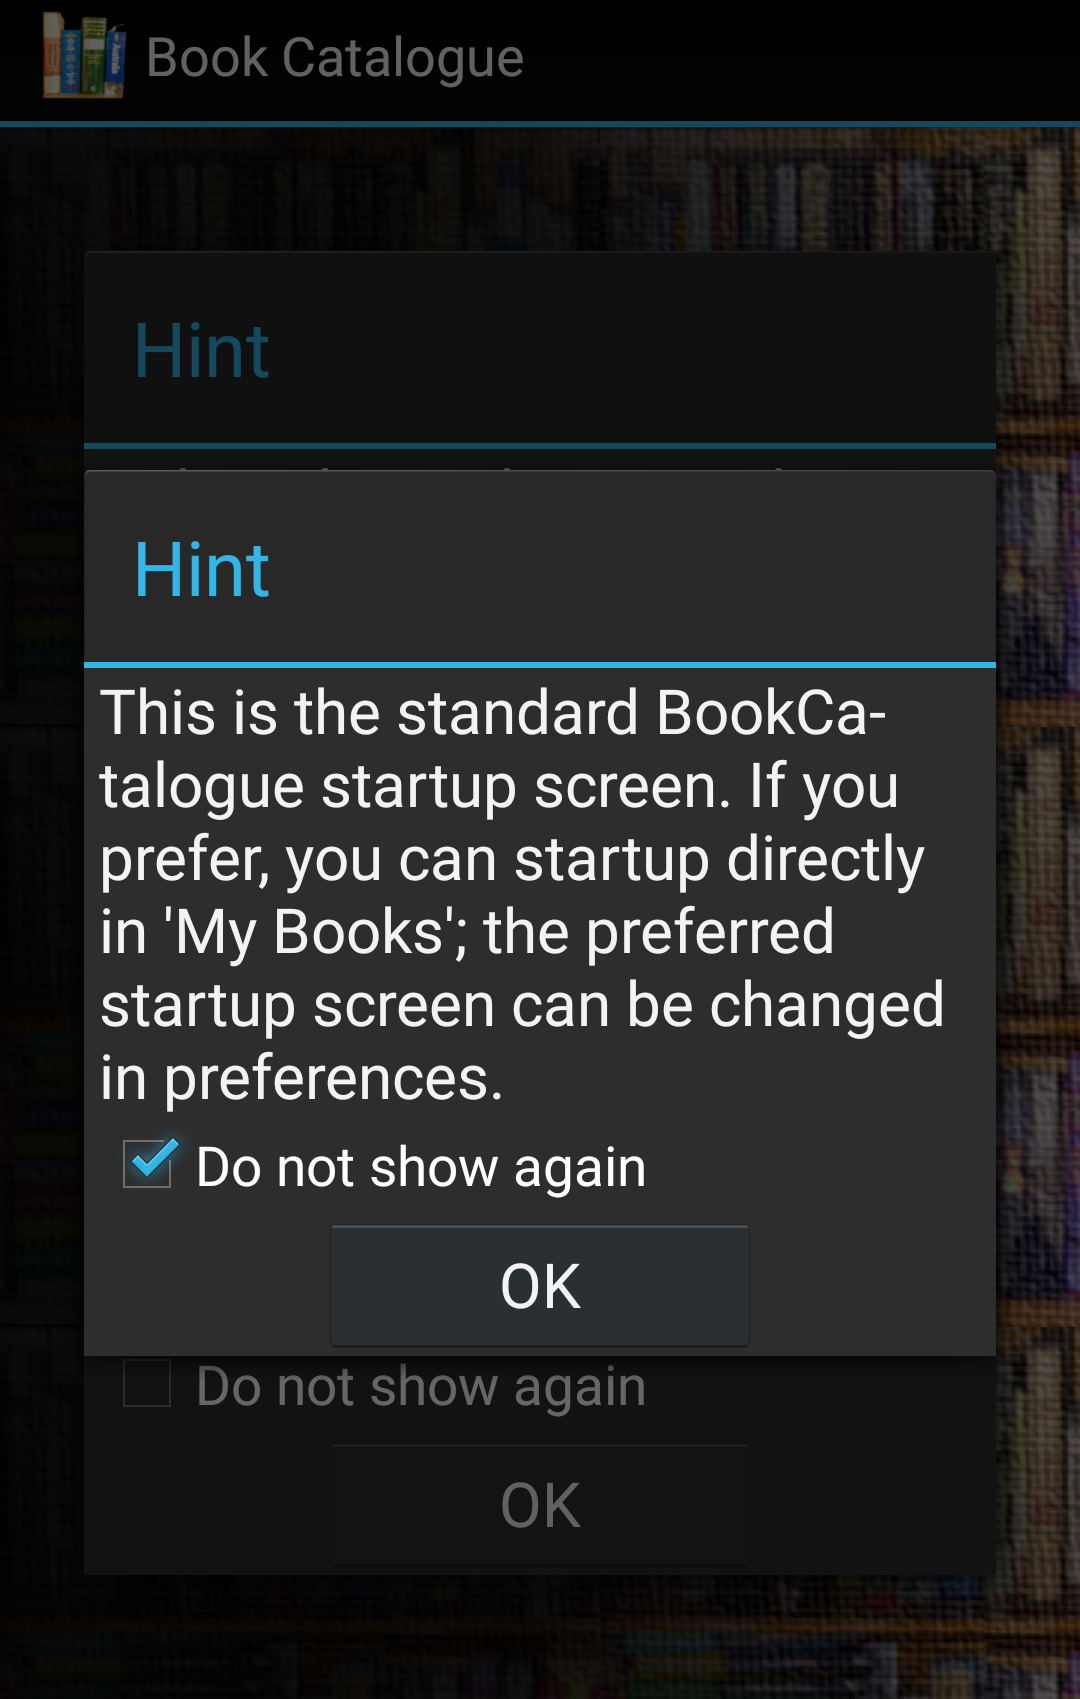 Book Catalogue
Hint
Hint
This is the standard BookCa-
talogue startup screen. If you
prefer, you can startup directly
in 'My Books'; the preferred
startup screen can be changed
in preferences.
Do not show again
OK
Do not show again
OK